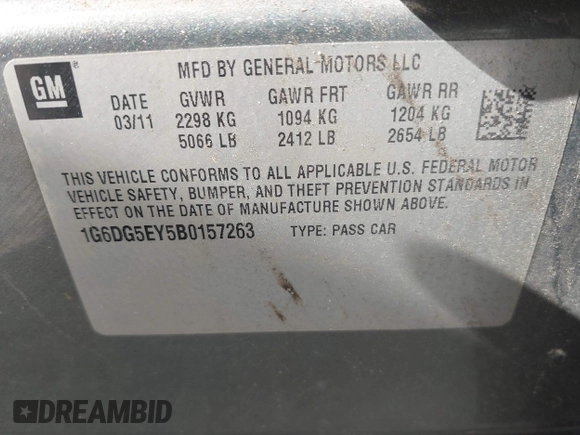 GM
MFD BY GENERAL MOTORS LLC
DATE GVWR GAWR FRT GAWR RR
03/11 2298 KG 1094 KG 1204 KG
5066 LB 2412 LB 2654 LB
THIS VEHICLE CONFORMS TO ALL APPLICABLE U.S. FEDERAL MOTOR
VEHICLE SAFETY, BUMPER, AND THEFT PREVENTION STANDARDS IN
EFFECT ON THE DATE OF MANUFACTURE SHOWN ABOVE.
1G6DG5EY5B0157263 TYPE: PASS CAR
DREAMBID